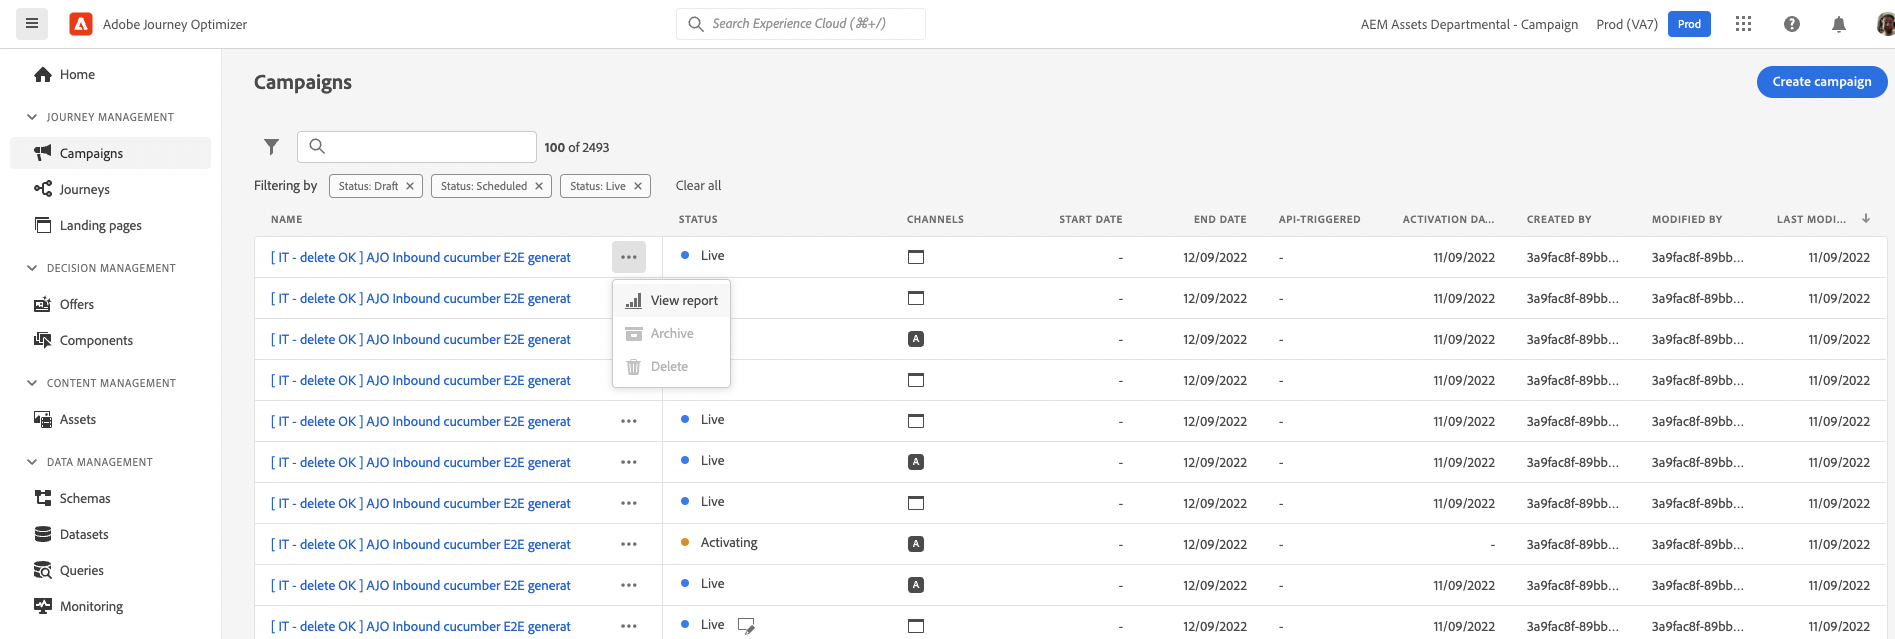 Adobe Journey Optimizer
Search Experience Cloud (⌘+/)
AEM Assets Departmental - Campaign
Prod (VA7)
Prod
Home
JOURNEY MANAGEMENT
Campaigns
Journeys
Landing pages
DECISION MANAGEMENT
Offers
Components
CONTENT MANAGEMENT
Assets
DATA MANAGEMENT
Schemas
Datasets
Queries
Monitoring
Campaigns
Create campaign
100 of 2493
Filtering by Status: Draft Status: Scheduled Status: Live Clear all
NAME STATUS CHANNELS START DATE END DATE API-TRIGGERED ACTIVATION DA... CREATED BY MODIFIED BY LAST MODI...
[ IT - delete OK ] AJO Inbound cucumber E2E generat ... Live - 12/09/2022 - 11/09/2022 3a9fac8f-89bb... 3a9fac8f-89bb... 11/09/2022
[ IT - delete OK ] AJO Inbound cucumber E2E generat - 12/09/2022 - 11/09/2022 3a9fac8f-89bb... 3a9fac8f-89bb... 11/09/2022
[ IT - delete OK ] AJO Inbound cucumber E2E generat A - 12/09/2022 - 11/09/2022 3a9fac8f-89bb... 3a9fac8f-89bb... 11/09/2022
[ IT - delete OK ] AJO Inbound cucumber E2E generat - 12/09/2022 - 11/09/2022 3a9fac8f-89bb... 3a9fac8f-89bb... 11/09/2022
View report
Archive
Delete
[ IT - delete OK ] AJO Inbound cucumber E2E generat ... Live - 12/09/2022 - 11/09/2022 3a9fac8f-89bb... 3a9fac8f-89bb... 11/09/2022
[ IT - delete OK ] AJO Inbound cucumber E2E generat ... Live A - 12/09/2022 - 11/09/2022 3a9fac8f-89bb... 3a9fac8f-89bb... 11/09/2022
[ IT - delete OK ] AJO Inbound cucumber E2E generat ... Live - 12/09/2022 - 11/09/2022 3a9fac8f-89bb... 3a9fac8f-89bb... 11/09/2022
[ IT - delete OK ] AJO Inbound cucumber E2E generat ... Activating A - 12/09/2022 - - 3a9fac8f-89bb... 3a9fac8f-89bb... 11/09/2022
[ IT - delete OK ] AJO Inbound cucumber E2E generat ... Live A - 12/09/2022 - 11/09/2022 3a9fac8f-89bb... 3a9fac8f-89bb... 11/09/2022
[ IT - delete OK ] AJO Inbound cucumber E2E generat ... Live - 12/09/2022 - 11/09/2022 3a9fac8f-89bb... 3a9fac8f-89bb... 11/09/2022